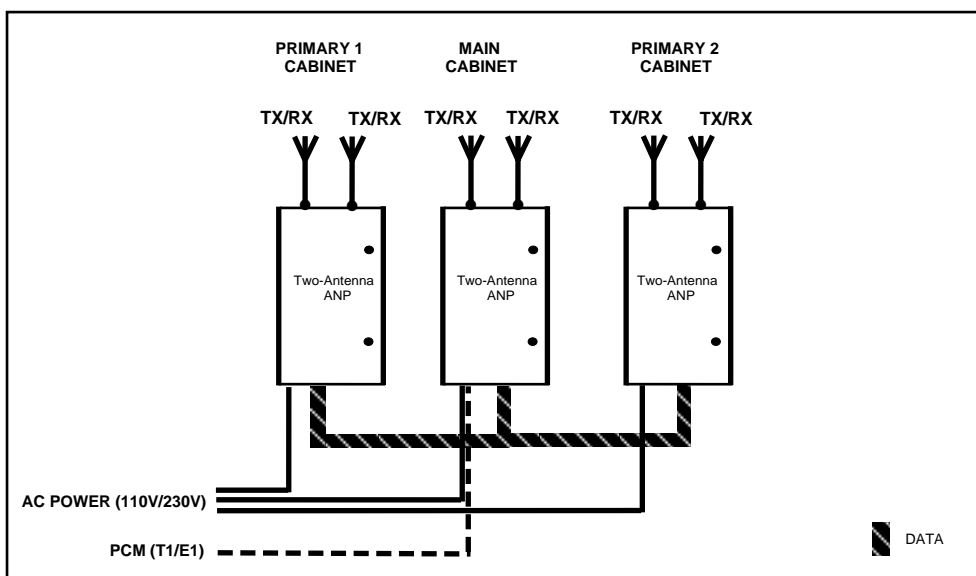 PRIMARY 1
CABINET
MAIN
CABINET
PRIMARY 2
CABINET
TX/RX
TX/RX
TX/RX
TX/RX
TX/RX
TX/RX
Two-Antenna
ANP
Two-Antenna
ANP
Two-Antenna
ANP
AC POWER (110V/230V)
PCM (T1/E1)
DATA